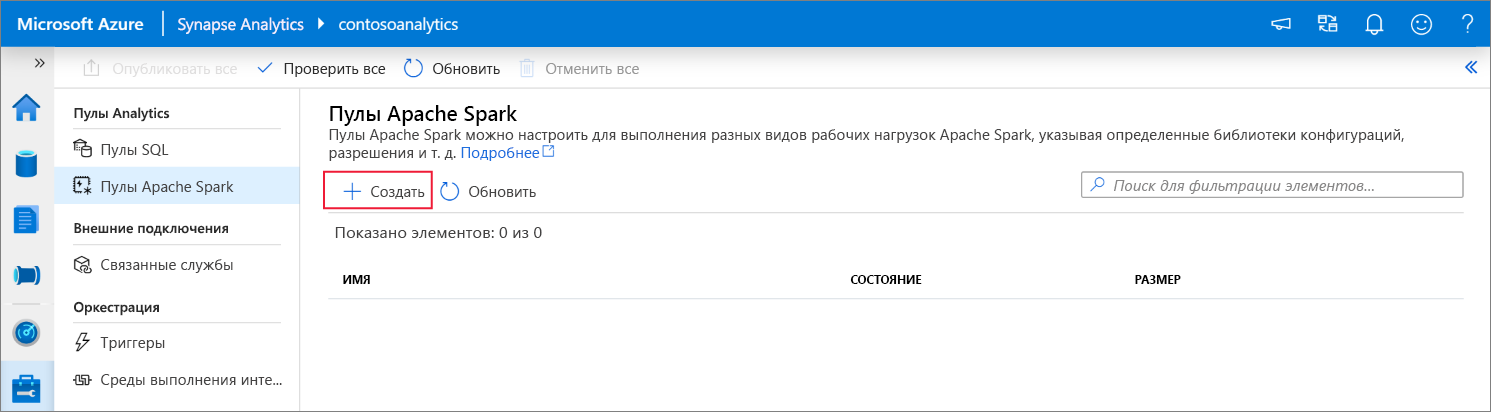 Microsoft Azure Synapse Analytics contosoanalytics
Опубликовать все Проверить все Обновить Отменить все
Пулы Analytics
Пулы SQL
Пулы Apache Spark
Внешние подключения
Связанные службы
Оркестрация
Триггеры
Среды выполнения инте...
Пулы Apache Spark
Пулы Apache Spark можно настроить для выполнения разных видов рабочих нагрузок Apache Spark, указывая определенные библиотеки конфигураций,
разрешения и т. д. Подробнее
Создать Обновить Поиск для фильтрации элементов...
Показано элементов: 0 из 0
ИМЯ СОСТОЯНИЕ РАЗМЕР